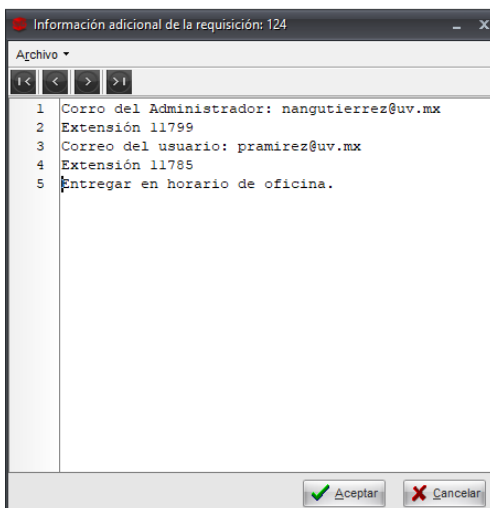 Información adicional de la requisición: 124
Archivo
1 Corro del Administrador: nangutierrez@uv.mx
2 Extensión 11799
3 Correo del usuario: pramirez@uv.mx
4 Extensión 11785
5 Entregar en horario de oficina.
Aceptar Cancelar